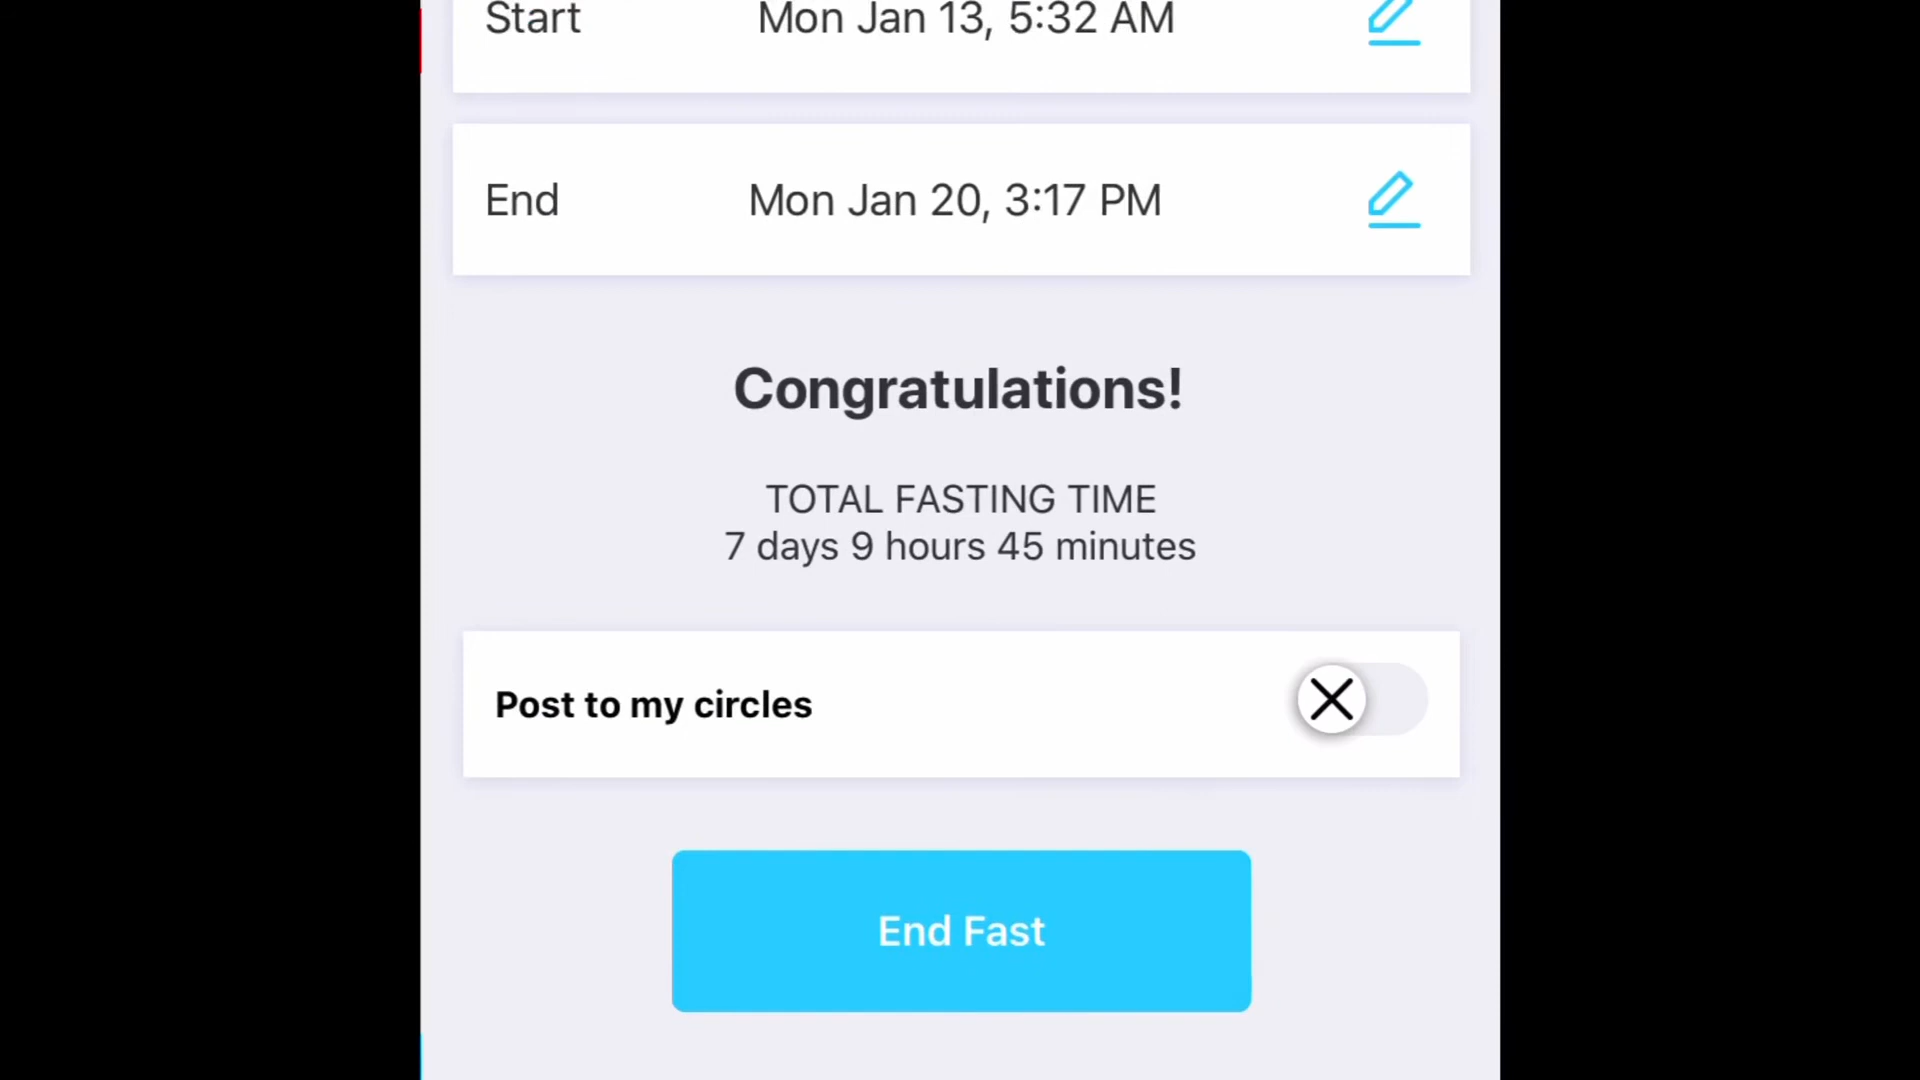 Start Mon Jan 13, 5:32 AM
End Mon Jan 20, 3:17 PM
Congratulations!
TOTAL FASTING TIME
7 days 9 hours 45 minutes
Post to my circles
End Fast